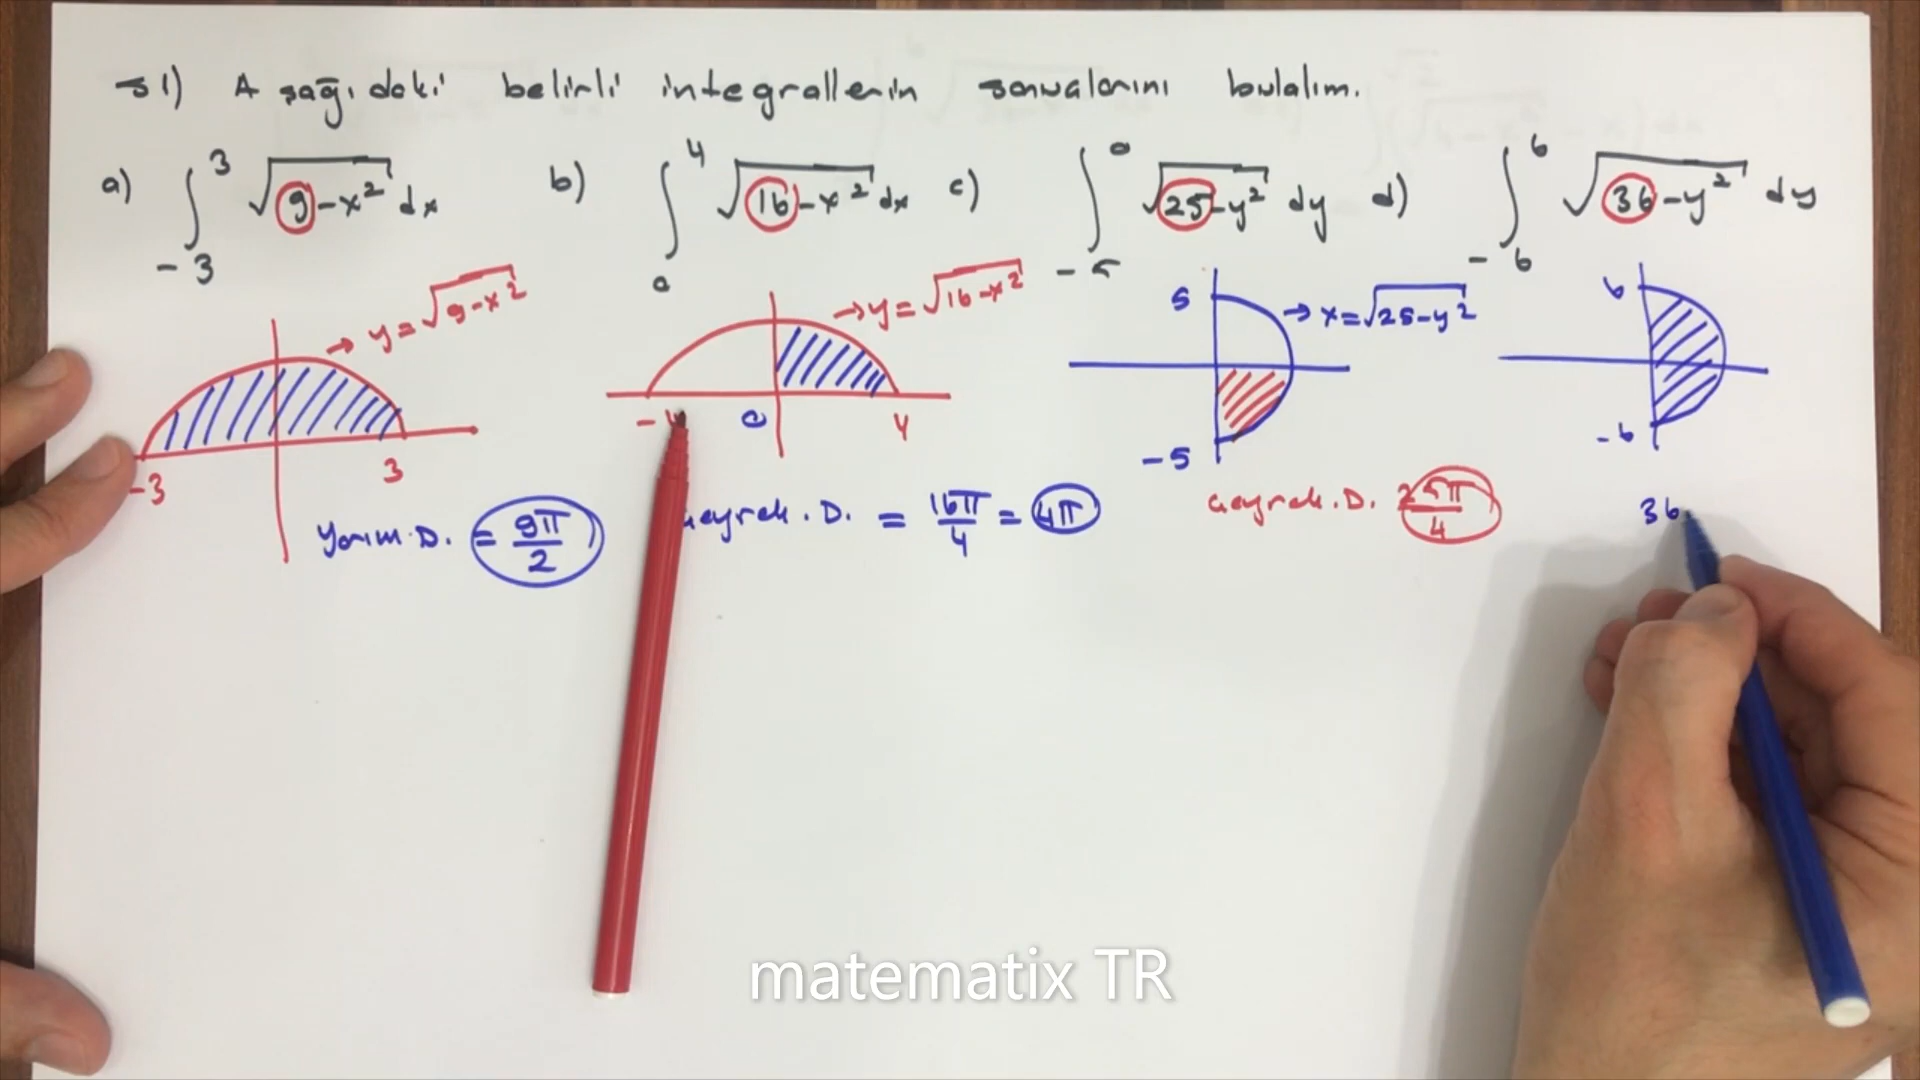 S1) Aşağıdaki belirli integrallerin sonuçlarını bulalım.
a) ∫_{-3}^{3} √(9-x²) dx b) ∫_{0}^{4} √(16-x²) dx c) ∫_{-5}^{0} √(25-y²) dy d) ∫_{-6}^{6} √(36-y²) dy
→ y=√(9-x²)
-3 3
→ y=√(16-x²)
-4 0 4
5 → x=√(25-y²)
-5
6
-6
Yarım.D. = 9π/2
Çeyrek.D. = 16π/4 = 4π
Çeyrek.D. 25π/4
36
matematix TR